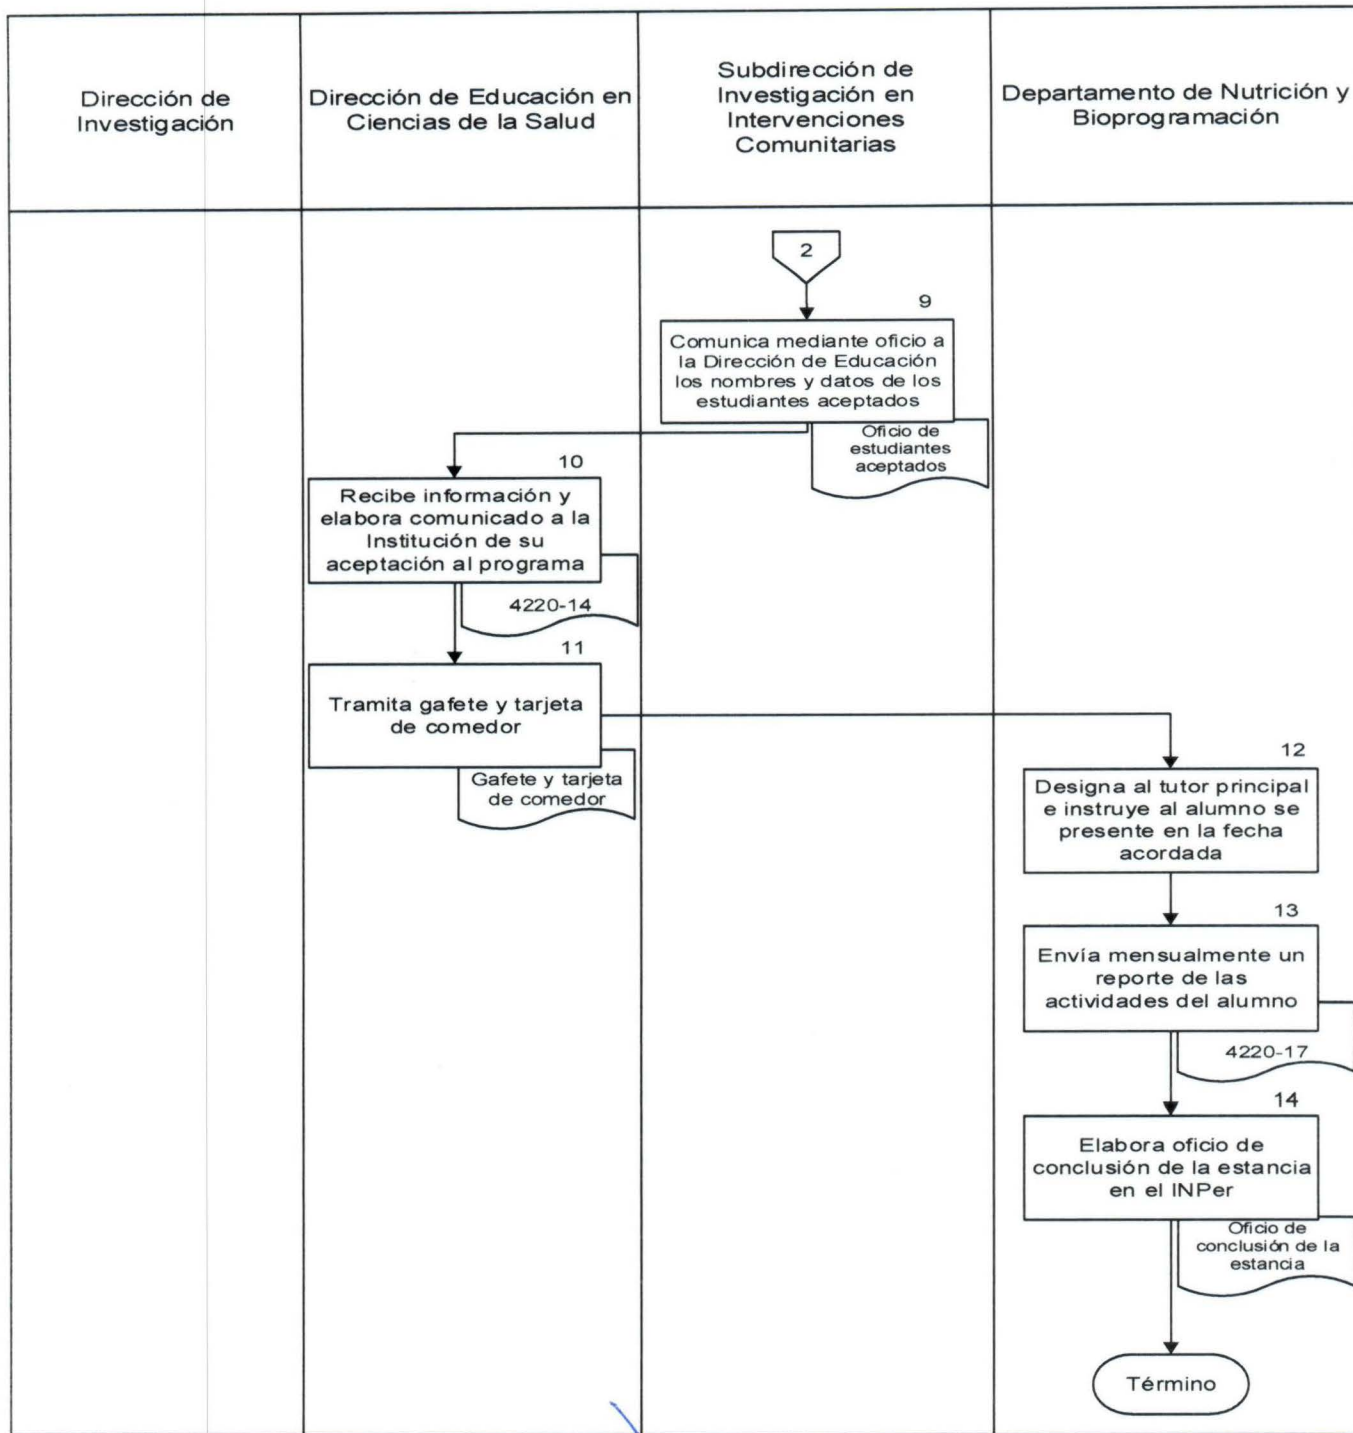 Dirección de
Investigación
Dirección de Educación en
Ciencias de la Salud
Subdirección de
Investigación en
Intervenciones
Comunitarias
Departamento de Nutrición y
Bioprogramación
2
9
Comunica mediante oficio a
la Dirección de Educación
los nombres y datos de los
estudiantes aceptados
Oficio de
estudiantes
aceptados
10
Recibe información y
elabora comunicado a la
Institución de su
aceptación al programa
4220-14
11
Tramita gafete y tarjeta
de comedor
Gafete y tarjeta
de comedor
12
Designa al tutor principal
e instruye al alumno se
presente en la fecha
acordada
13
Envía mensualmente un
reporte de las
actividades del alumno
4220-17
14
Elabora oficio de
conclusión de la estancia
en el INPer
Oficio de
conclusión de la
estancia
Término